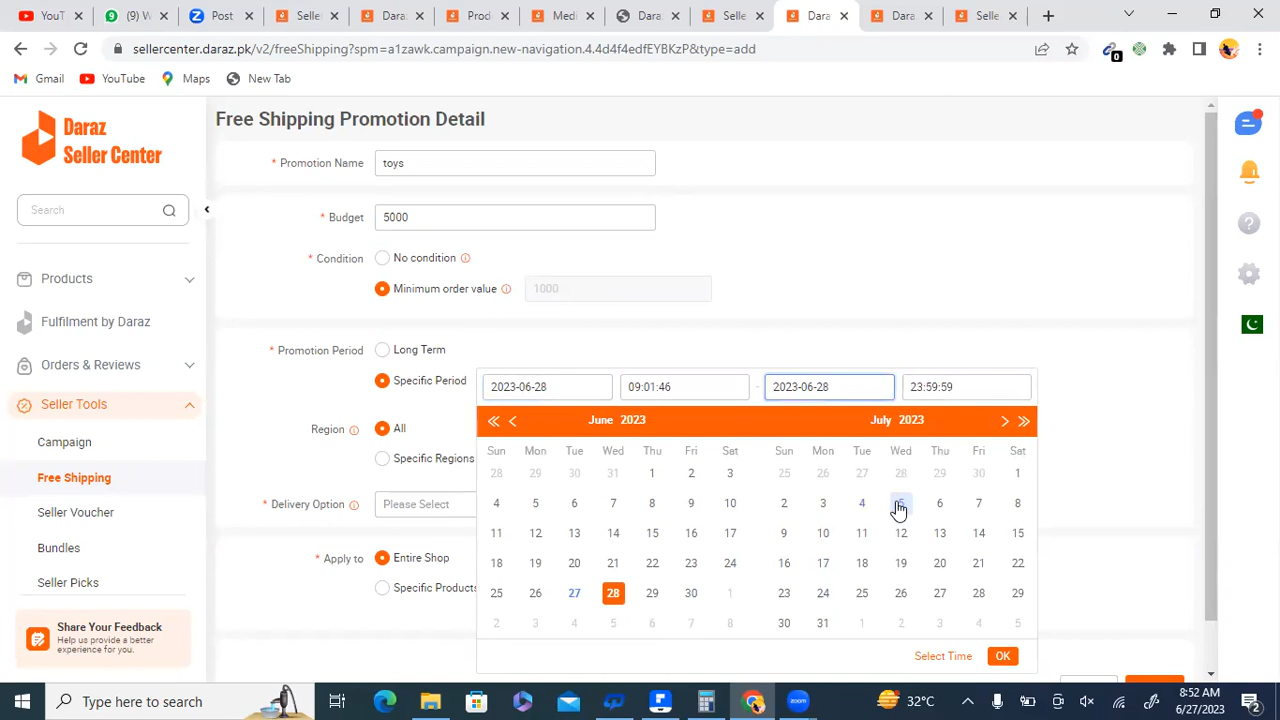 YouT
(9) W
Post
Seller
Daraz
Prod
Medi
Daraz
Selle
Dara
Dara
Selle
sellercenter.daraz.pk/v2/freeShipping?spm=a1zawk.campaign.new-navigation.4.4d4f4edfEYBKzP&type=add
0
Gmail
YouTube
Maps
New Tab
Daraz
Seller Center
Search
Products
Fulfilment by Daraz
Orders & Reviews
Seller Tools
Campaign
Free Shipping
Seller Voucher
Bundles
Seller Picks
Share Your Feedback
Help us provide a better
experience for you.
Free Shipping Promotion Detail
* Promotion Name toys
* Budget 5000
* Condition No condition
Minimum order value 1000
* Promotion Period Long Term
Specific Period 2023-06-28 09:01:46 - 2023-06-28 23:59:59
Region All
Specific Regions
* Delivery Option Please Select
* Apply to Entire Shop
Specific Products
June 2023
Sun Mon Tue Wed Thu Fri Sat
28 29 30 31 1 2 3
4 5 6 7 8 9 10
11 12 13 14 15 16 17
18 19 20 21 22 23 24
25 26 27 28 29 30 1
2 3 4 5 6 7 8
July 2023
Sun Mon Tue Wed Thu Fri Sat
25 26 27 28 29 30 1
2 3 4 5 6 7 8
9 10 11 12 13 14 15
16 17 18 19 20 21 22
23 24 25 26 27 28 29
30 31 1 2 3 4 5
Select Time OK
Type here to search
32°C
8:52 AM
6/27/2023
2